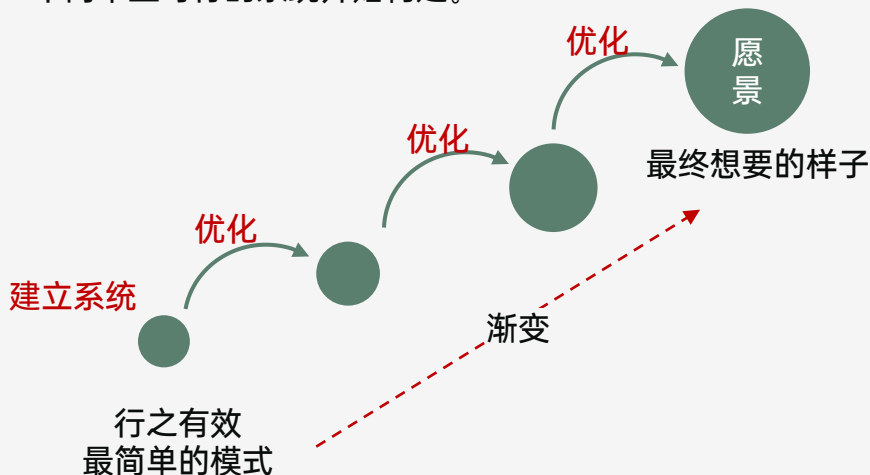 优化
愿
景
优化
最终想要的样子
优化
建立系统
渐变
行之有效
最简单的模式